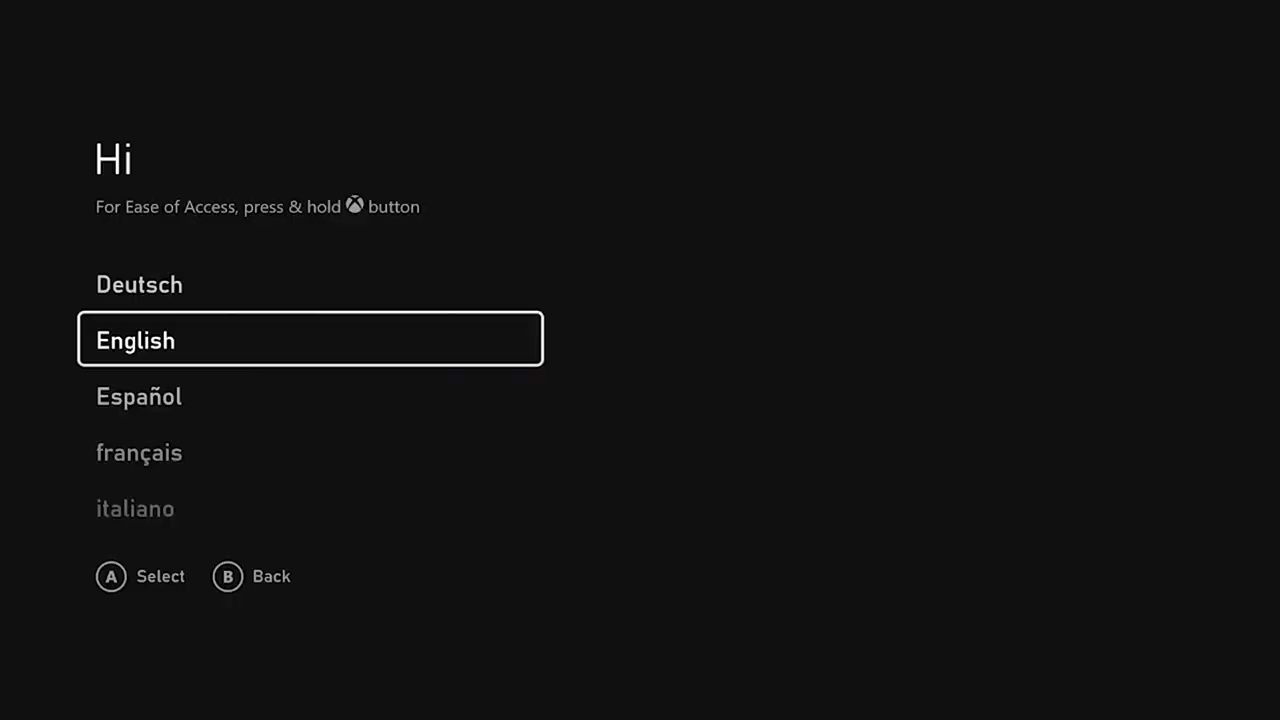 Hi
For Ease of Access, press & hold button
Deutsch
English
Español
français
italiano
A Select B Back